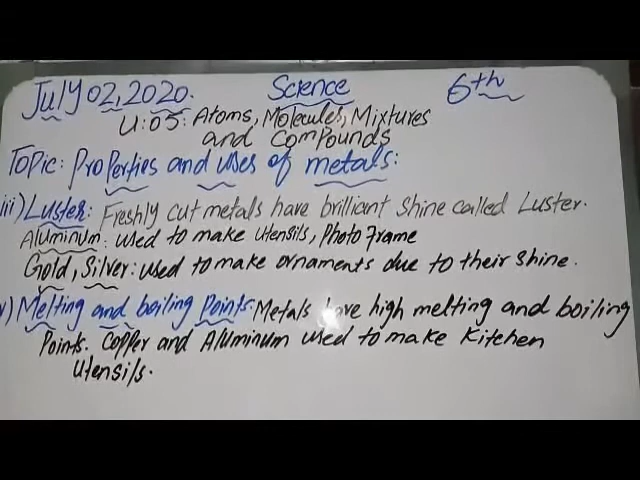 July 02, 2020. Science 6th
U:05: Atoms, Molecules, Mixtures
and Compounds
Topic: Properties and uses of metals:
iii) Luster: Freshly cut metals have brilliant shine called Luster.
Aluminum: used to make utensils, Photo Frame
Gold, Silver: used to make ornaments due to their shine.
v) Melting and boiling Points. Metals have high melting and boiling
Points. Copper and Aluminum used to make Kitchen
utensils.